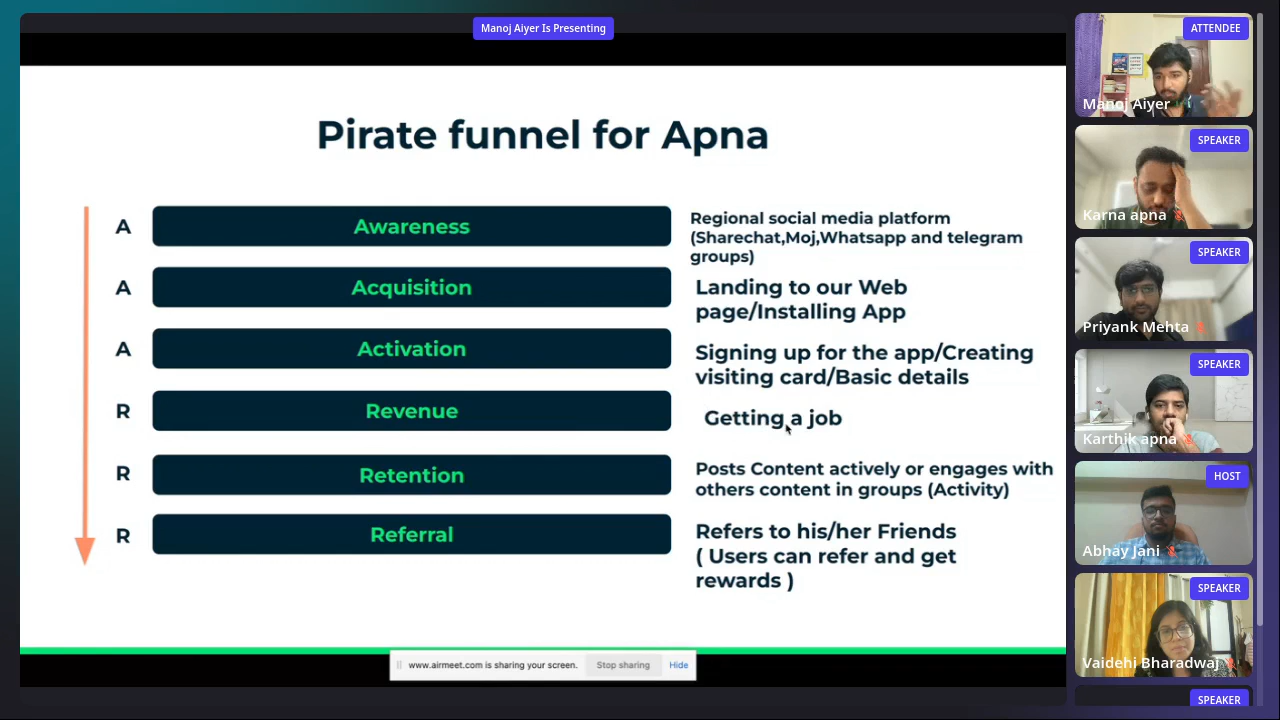 Manoj Aiyer Is Presenting
Pirate funnel for Apna
A
Awareness
Regional social media platform
(Sharechat,Moj,Whatsapp and telegram
groups)
A
Acquisition
Landing to our Web
page/Installing App
A
Activation
Signing up for the app/Creating
visiting card/Basic details
R
Revenue
Getting a job
R
Retention
Posts Content actively or engages with
others content in groups (Activity)
R
Referral
Refers to his/her Friends
( Users can refer and get
rewards )
www.airmeet.com is sharing your screen.
Stop sharing
Hide
ATTENDEE
Manoj Aiyer
SPEAKER
Karna apna
SPEAKER
Priyank Mehta
SPEAKER
Karthik apna
HOST
Abhay Jani
SPEAKER
Vaidehi Bharadwaj
SPEAKER